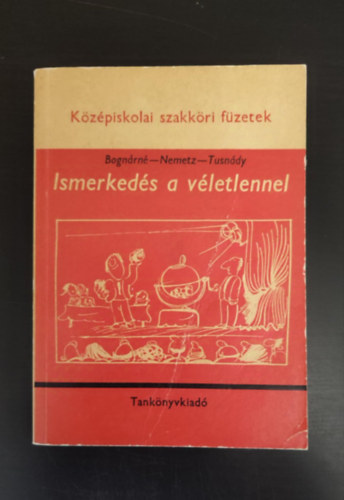 Középiskolai szakköri füzetek
Bognárné—Nemetz—Tusnády
Ismerkedés a véletlennel
Tankönyvkiadó